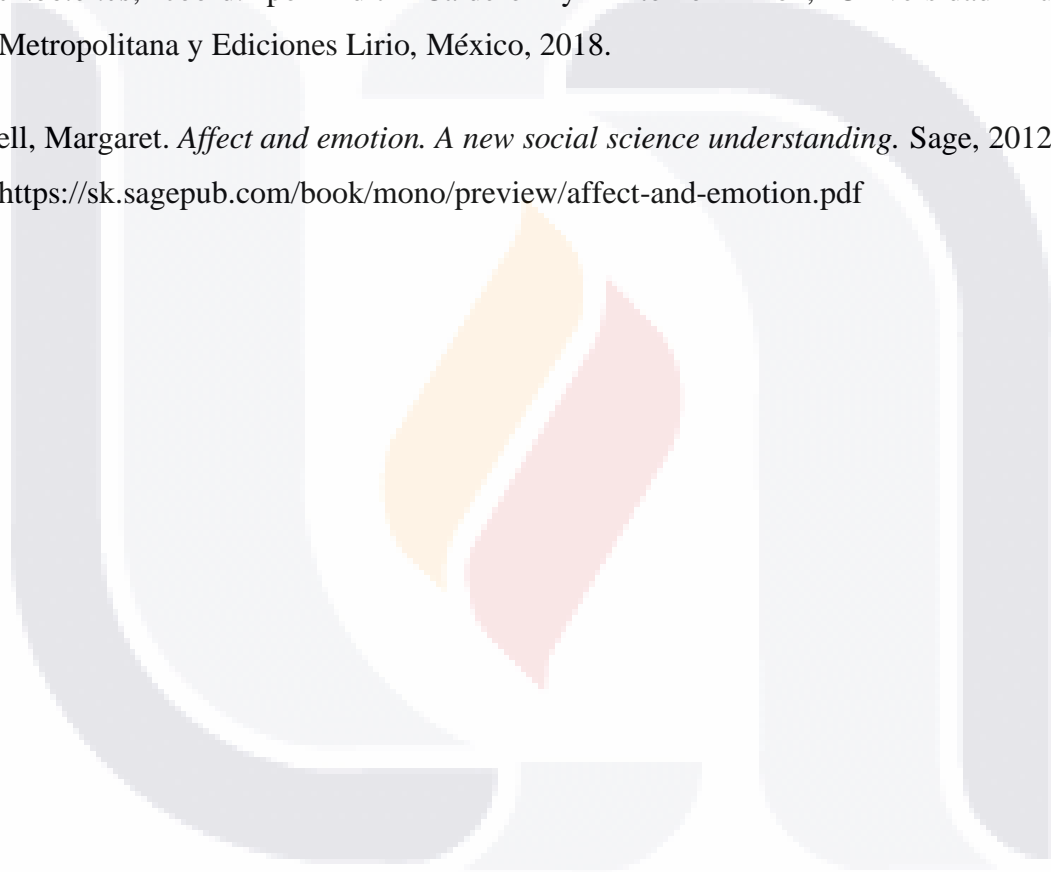 Metropolitana y Ediciones Lirio, México, 2018.
ell, Margaret. Affect and emotion. A new social science understanding. Sage, 2012
https://sk.sagepub.com/book/mono/preview/affect-and-emotion.pdf